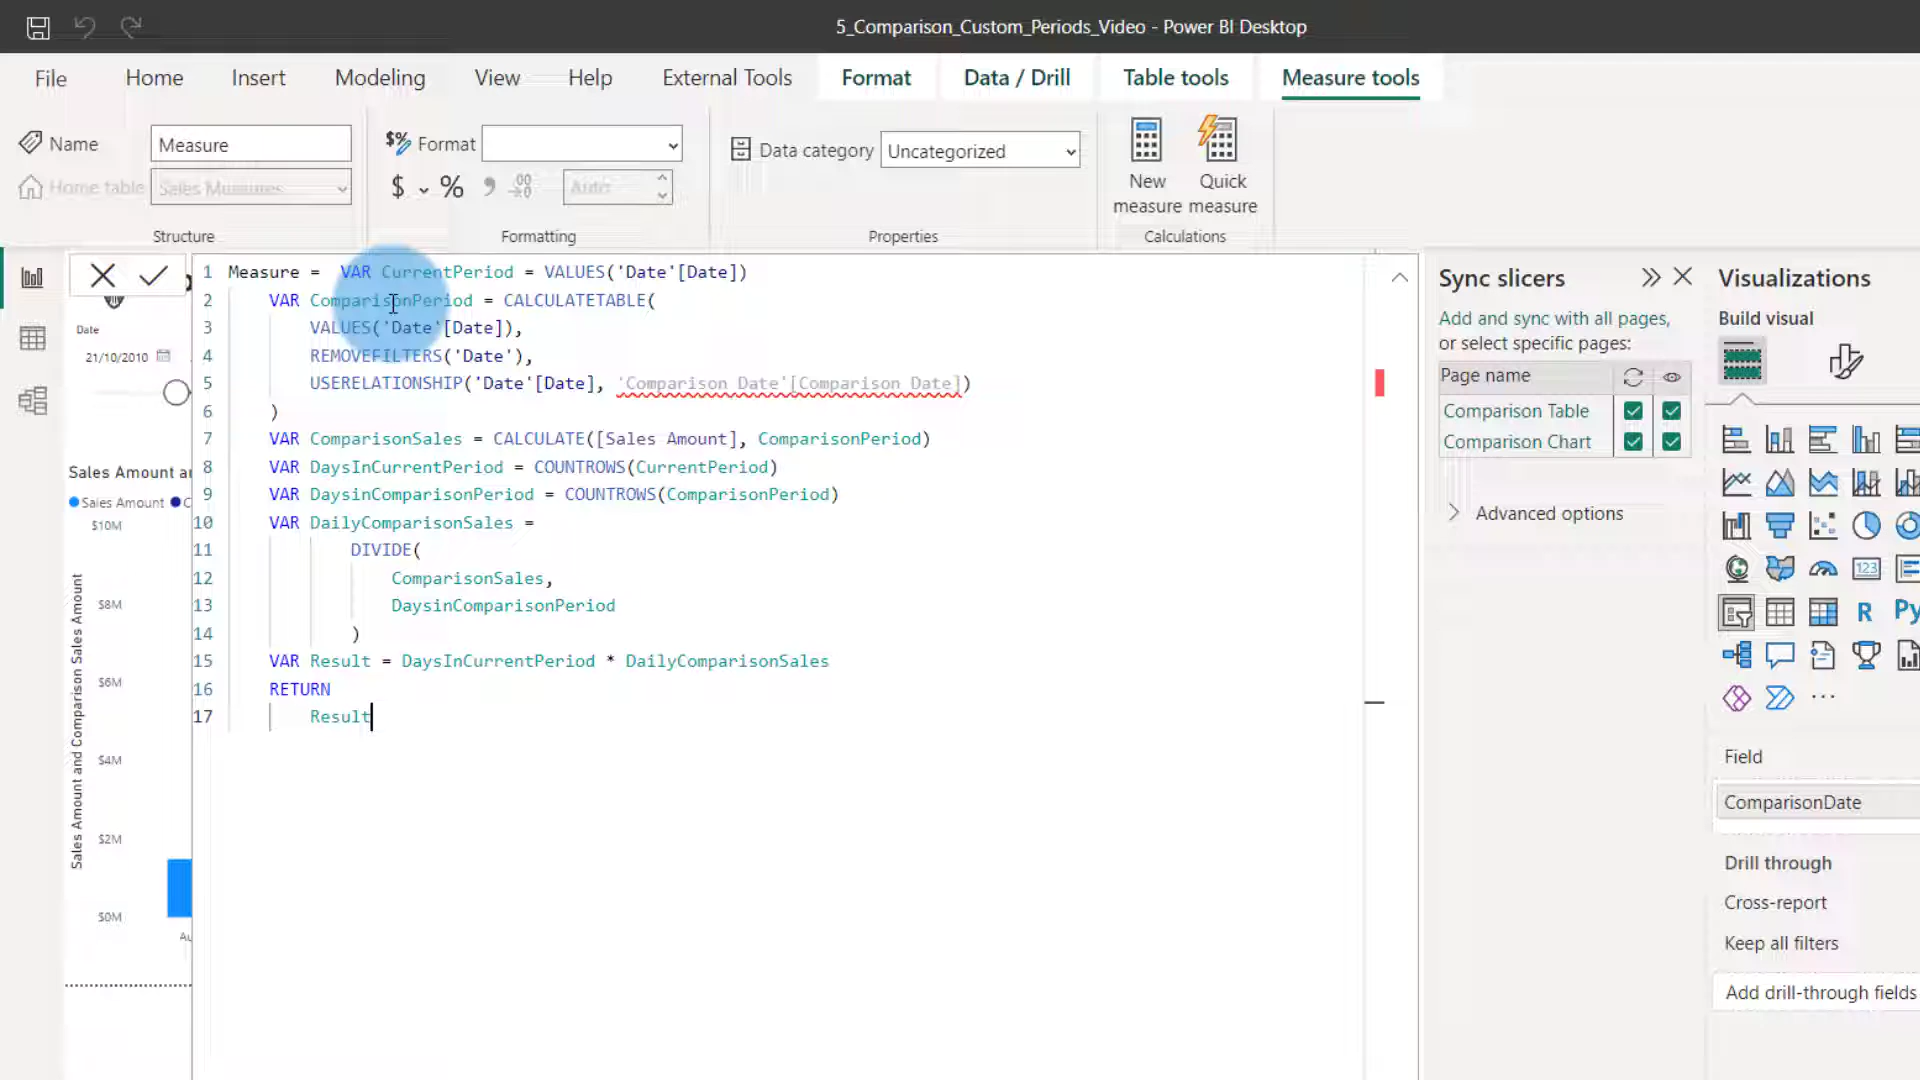 5_Comparison_Custom_Periods_Video - Power BI Desktop
File Home Insert Modeling View Help External Tools Format Data / Drill Table tools Measure tools
Name Measure
Home table Sales Measures
Structure
$% Format
$ % Auto
Formatting
Data category Uncategorized
Properties
New measure
Quick measure
Calculations
Date
21/10/2010
Sales Amount a
Sales Amount C
$10M
$8M
$6M
$4M
$2M
$0M
Au
Sales Amount and Comparison Sales Amount
1 Measure = VAR CurrentPeriod = VALUES('Date'[Date])
2 VAR ComparisonPeriod = CALCULATETABLE(
3 VALUES('Date'[Date]),
4 REMOVEFILTERS('Date'),
5 USERELATIONSHIP('Date'[Date], 'Comparison Date'[Comparison Date])
6 )
7 VAR ComparisonSales = CALCULATE([Sales Amount], ComparisonPeriod)
8 VAR DaysInCurrentPeriod = COUNTROWS(CurrentPeriod)
9 VAR DaysinComparisonPeriod = COUNTROWS(ComparisonPeriod)
10 VAR DailyComparisonSales =
11 DIVIDE(
12 ComparisonSales,
13 DaysinComparisonPeriod
14 )
15 VAR Result = DaysInCurrentPeriod * DailyComparisonSales
16 RETURN
17 Result
Sync slicers
Add and sync with all pages,
or select specific pages:
Page name
Comparison Table
Comparison Chart
Advanced options
Visualizations
Build visual
123
R Py
Field
ComparisonDate
Drill through
Cross-report
Keep all filters
Add drill-through fields